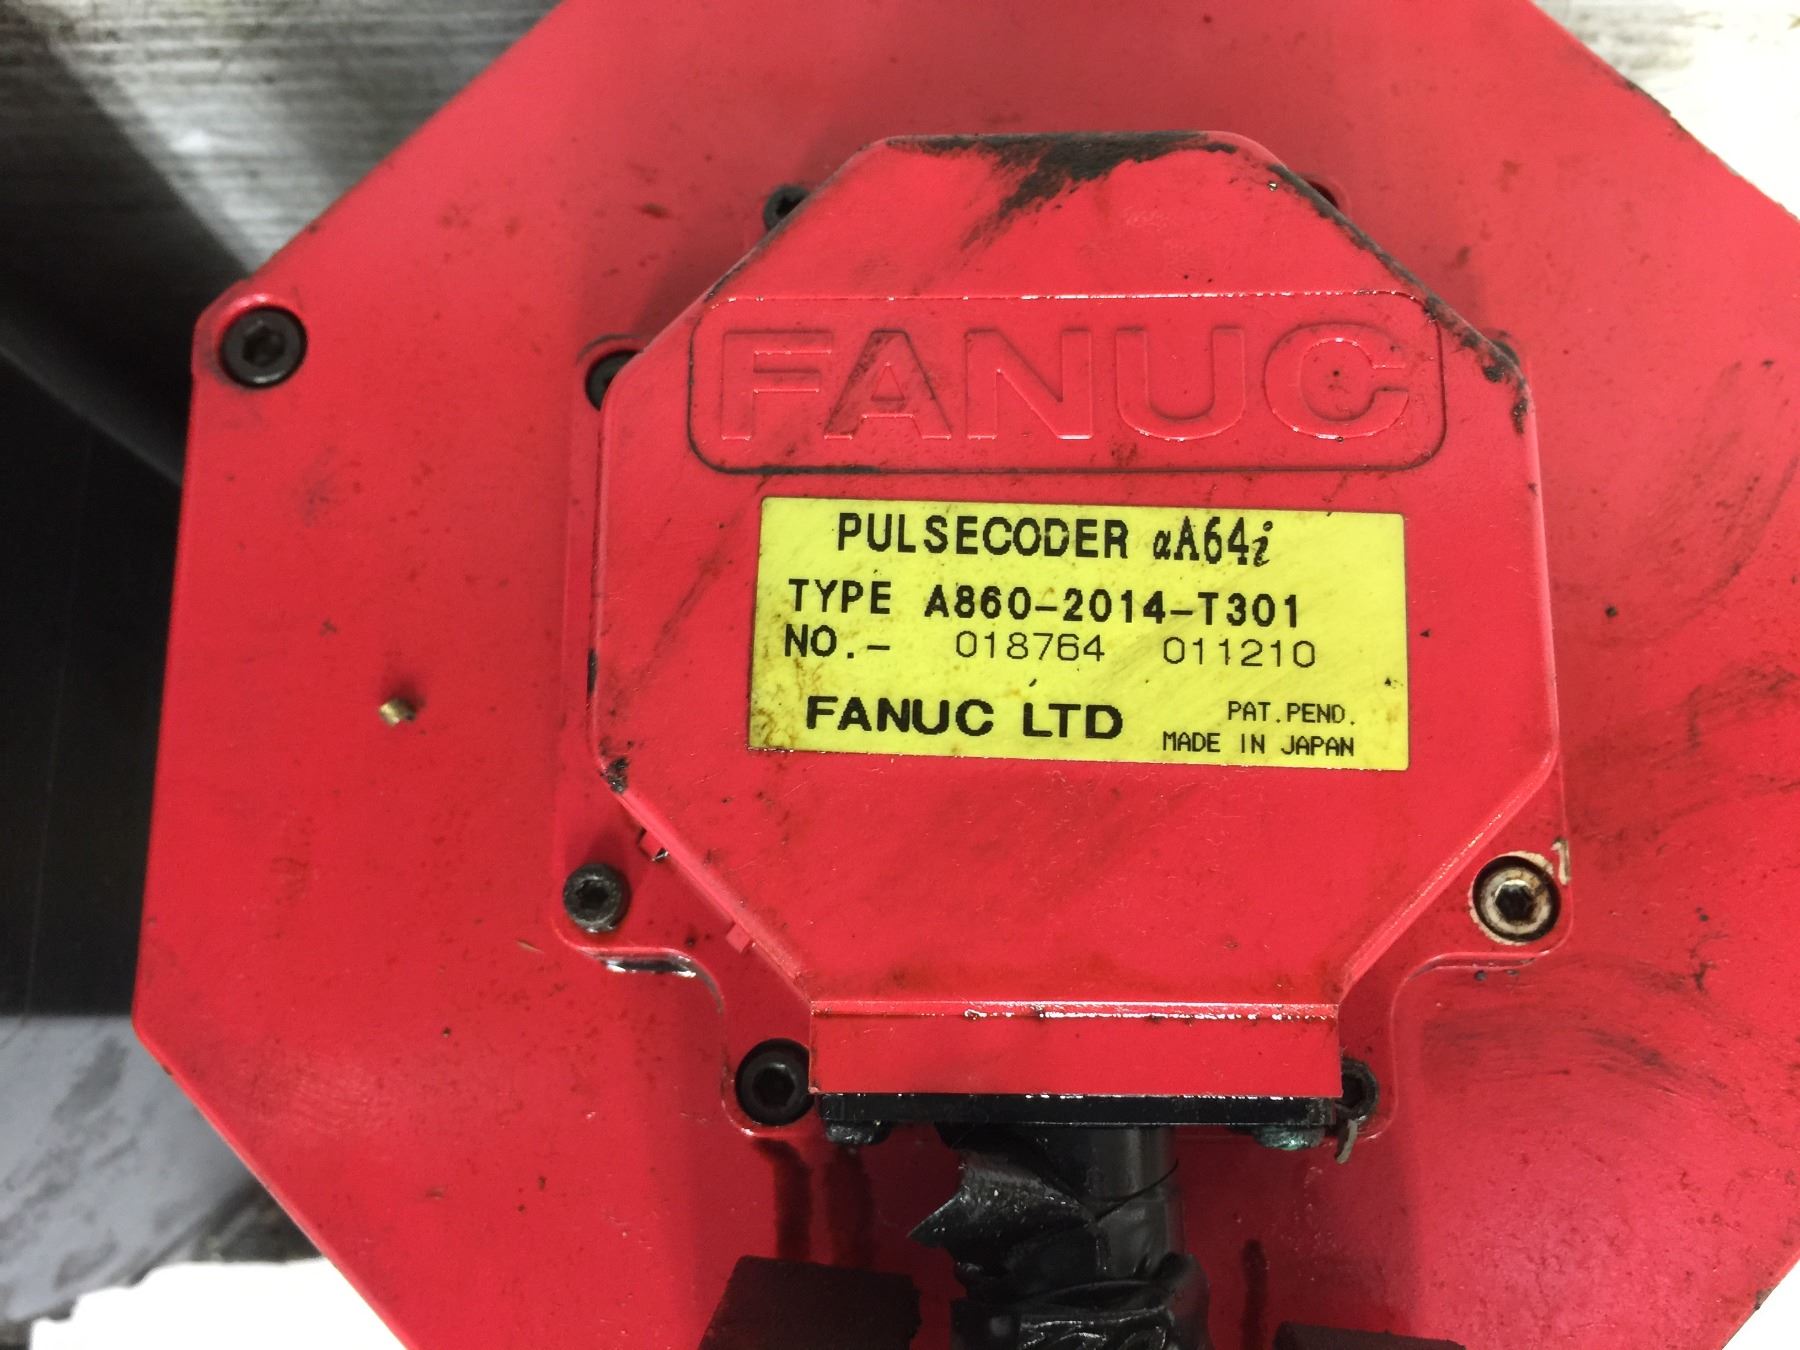 FANUC
PULSECODER αA64i
TYPE A860-2014-T301
NO.- 018764 011210
FANUC LTD PAT.PEND.
MADE IN JAPAN